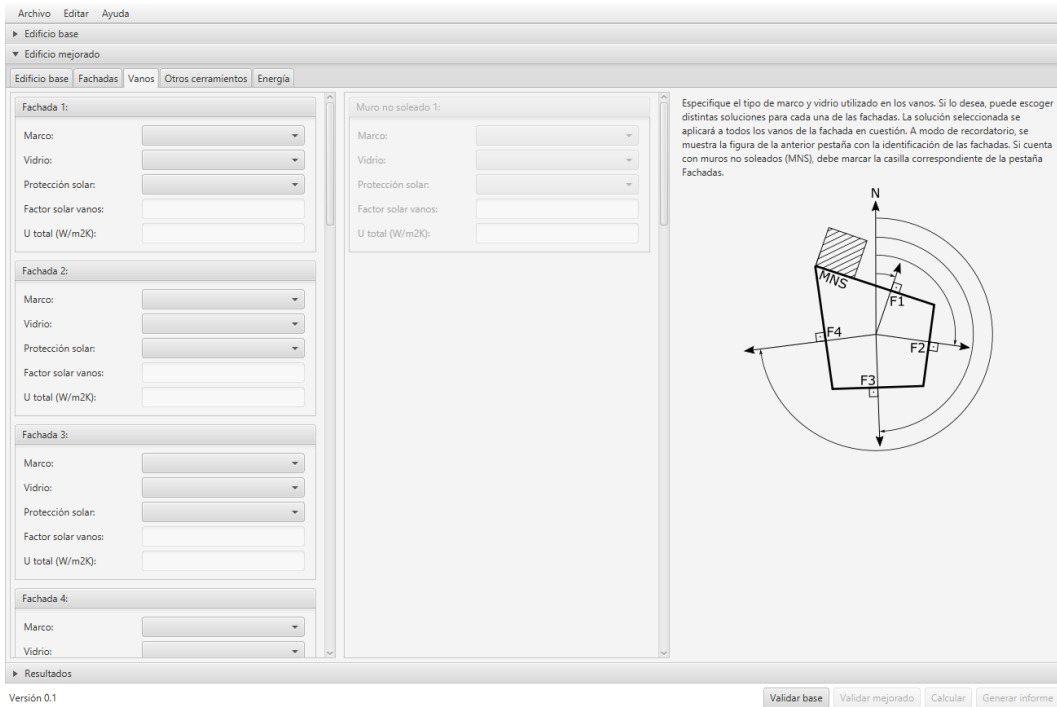 Archivo Editar Ayuda
Edificio base
Edificio mejorado
Edificio base Fachadas Vanos Otros cerramientos Energía
Fachada 1:
Marco:
Vidrio:
Protección solar:
Factor solar vanos:
U total (W/m2K):
Fachada 2:
Marco:
Vidrio:
Protección solar:
Factor solar vanos:
U total (W/m2K):
Fachada 3:
Marco:
Vidrio:
Protección solar:
Factor solar vanos:
U total (W/m2K):
Fachada 4:
Marco:
Vidrio:
Muro no soleado 1:
Marco:
Vidrio:
Protección solar:
Factor solar vanos:
U total (W/m2K):
Especifique el tipo de marco y vidrio utilizado en los vanos. Si lo desea, puede escoger
distintas soluciones para cada una de las fachadas. La solución seleccionada se
aplicará a todos los vanos de la fachada en cuestión. A modo de recordatorio, se
muestra la figura de la anterior pestaña con la identificación de las fachadas. Si cuenta
con muros no soleados (MNS), debe marcar la casilla correspondiente de la pestaña
Fachadas.
N
MNS
F1
F4
F2
F3
Resultados
Versión 0.1
Validar base Validar mejorado Calcular Generar informe